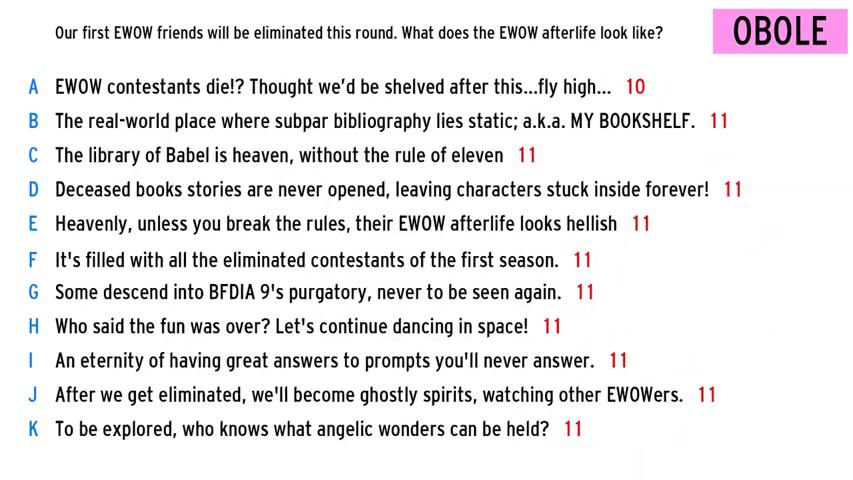 Our first EWOW friends will be eliminated this round. What does the EWOW afterlife look like?
OBOLE
A EWOW contestants die!? Thought we'd be shelved after this...fly high... 10
B The real-world place where subpar bibliography lies static; a.k.a. MY BOOKSHELF. 11
C The library of Babel is heaven, without the rule of eleven 11
D Deceased books stories are never opened, leaving characters stuck inside forever! 11
E Heavenly, unless you break the rules, their EWOW afterlife looks hellish 11
F It's filled with all the eliminated contestants of the first season. 11
G Some descend into BFDIA 9's purgatory, never to be seen again. 11
H Who said the fun was over? Let's continue dancing in space! 11
I An eternity of having great answers to prompts you'll never answer. 11
J After we get eliminated, we'll become ghostly spirits, watching other EWOWers. 11
K To be explored, who knows what angelic wonders can be held? 11